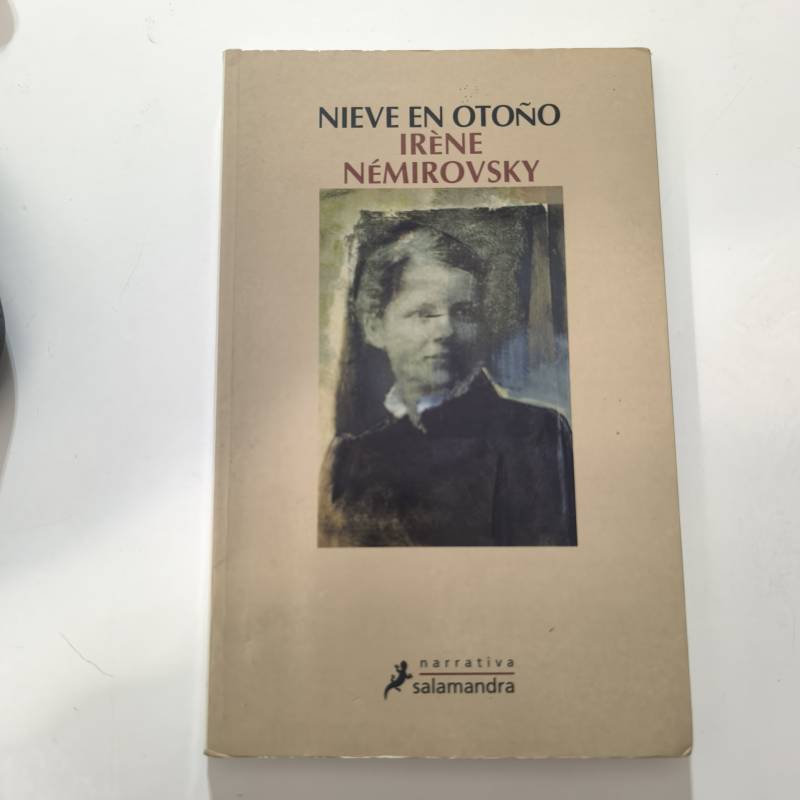 NIEVE EN OTOÑO
IRÈNE
NÉMIROVSKY
narrativa
salamandra